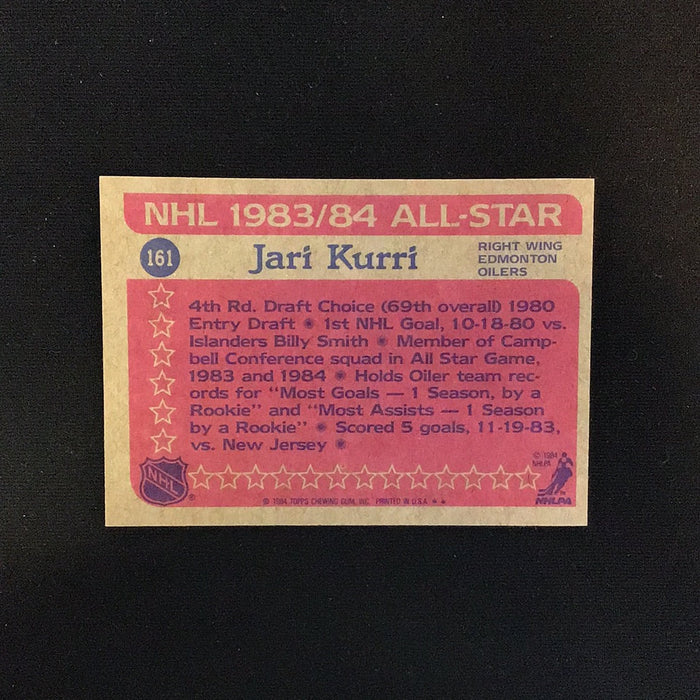 NHL 1983/84 ALL-STAR
161
Jari Kurri
RIGHT WING
EDMONTON
OILERS
4th Rd. Draft Choice (69th overall) 1980
Entry Draft ✹ 1st NHL Goal, 10-18-80 vs.
Islanders Billy Smith ✹ Member of Camp-
bell Conference squad in All Star Game,
1983 and 1984 ✹ Holds Oiler team rec-
ords for "Most Goals — 1 Season, by a
Rookie" and "Most Assists — 1 Season
by a Rookie" ✹ Scored 5 goals, 11-19-83,
vs. New Jersey ✹
NHL
®
© 1984
NHLPA
NHLPA
© 1984 TOPPS CHEWING GUM, INC. PRINTED IN U.S.A. ★★